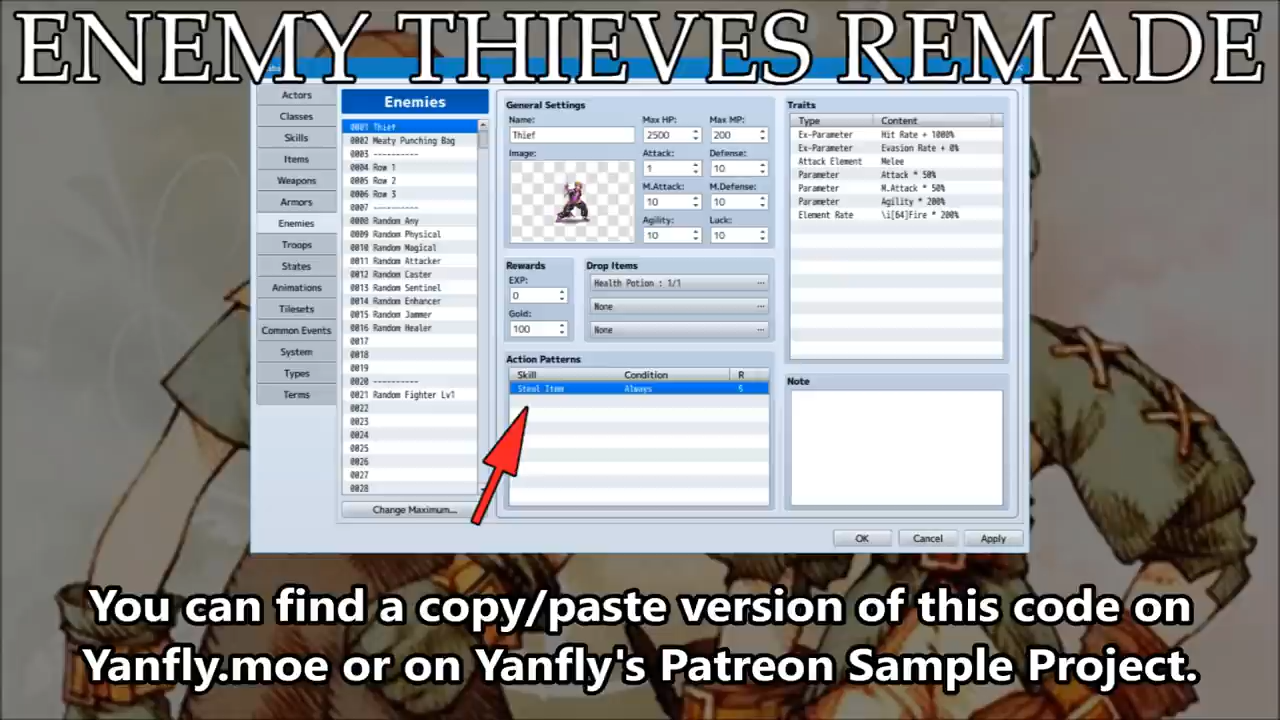 ENEMY THIEVES REMADE
Actors
Classes
Skills
Items
Weapons
Armors
Enemies
Troops
States
Animations
Tilesets
Common Events
System
Types
Terms
Enemies
0001 Thief
0002 Meaty Punching Bag
0003 ----------
0004 Row 1
0005 Row 2
0006 Row 3
0007 ----------
0008 Random Any
0009 Random Physical
0010 Random Magical
0011 Random Attacker
0012 Random Caster
0013 Random Sentinel
0014 Random Enhancer
0015 Random Jammer
0016 Random Healer
0017
0018
0019
0020 ----------
0021 Random Fighter Lv1
0022
0023
0024
0025
0026
0027
0028
Change Maximum...
General Settings
Name: Max HP: Max MP:
Thief 2500 200
Image: Attack: Defense:
1 10
M.Attack: M.Defense:
10 10
Agility: Luck:
10 10
Rewards
EXP:
0
Gold:
100
Drop Items
Health Potion : 1/1 ...
None ...
None ...
Action Patterns
Skill Condition R
Steal Item Always 5
Traits
Type Content
Ex-Parameter Hit Rate + 1000%
Ex-Parameter Evasion Rate + 0%
Attack Element Melee
Parameter Attack * 50%
Parameter M.Attack * 50%
Parameter Agility * 200%
Element Rate \i[64]Fire * 200%
Note
OK Cancel Apply
You can find a copy/paste version of this code on
Yanfly.moe or on Yanfly's Patreon Sample Project.